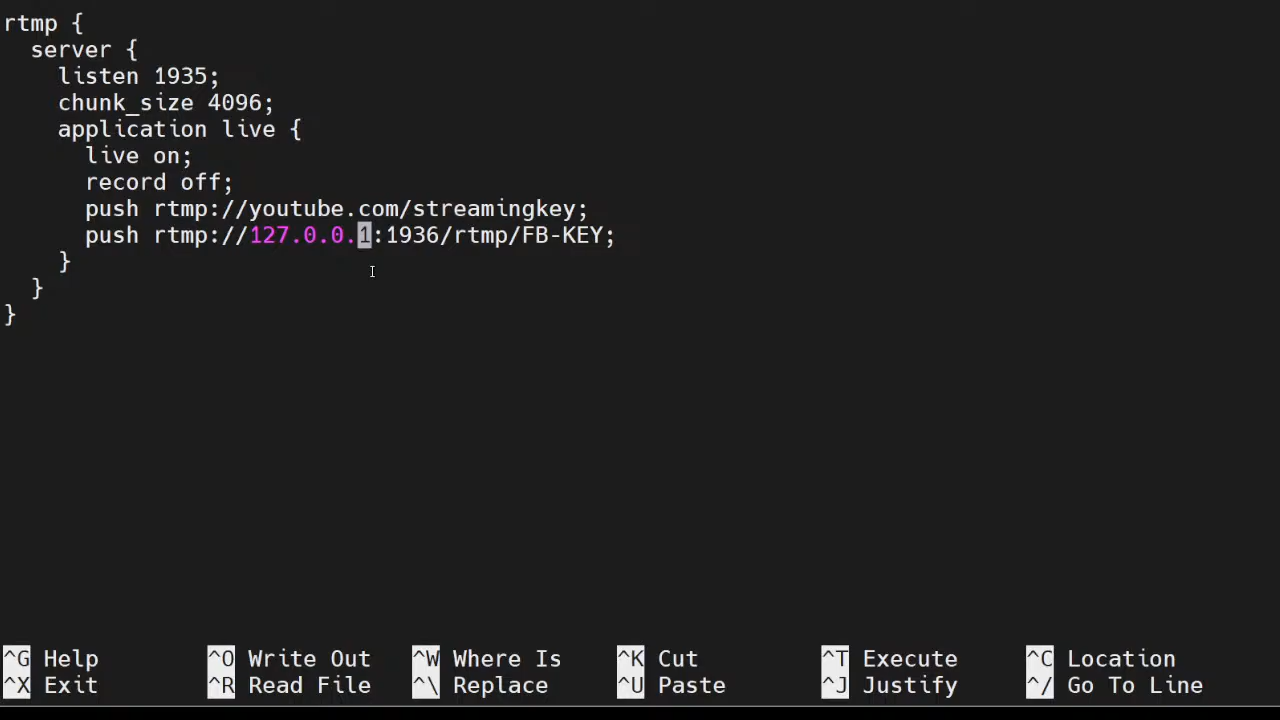 rtmp {
  server {
    listen 1935;
    chunk_size 4096;
    application live {
      live on;
      record off;
      push rtmp://youtube.com/streamingkey;
      push rtmp://127.0.0.1:1936/rtmp/FB-KEY;
    }
  }
}
^G Help ^O Write Out ^W Where Is ^K Cut ^T Execute ^C Location
^X Exit ^R Read File ^\ Replace ^U Paste ^J Justify ^/ Go To Line